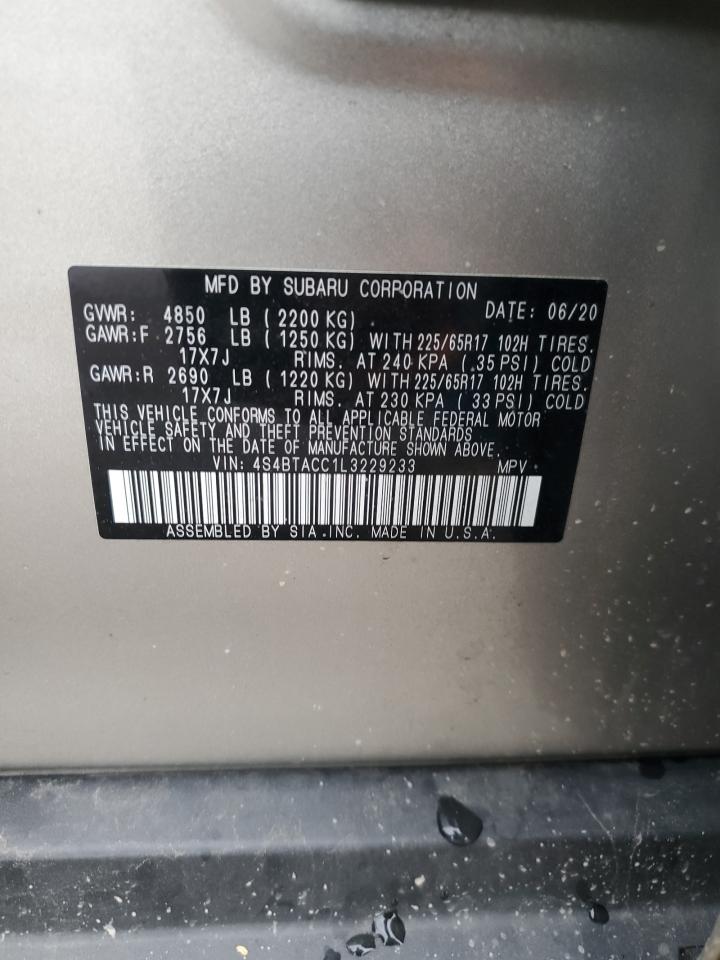 MFD BY SUBARU CORPORATION
GVWR: 4850 LB ( 2200 KG) DATE: 06/20
GAWR:F 2756 LB ( 1250 KG) WITH 225/65R17 102H TIRES.
17X7J RIMS. AT 240 KPA ( 35 PSI) COLD
GAWR:R 2690 LB ( 1220 KG) WITH 225/65R17 102H TIRES.
17X7J RIMS. AT 230 KPA ( 33 PSI) COLD
THIS VEHICLE CONFORMS TO ALL APPLICABLE FEDERAL MOTOR
VEHICLE SAFETY AND THEFT PREVENTION STANDARDS
IN EFFECT ON THE DATE OF MANUFACTURE SHOWN ABOVE.
VIN: 4S4BTACC1L3229233 MPV
ASSEMBLED BY SIA.INC. MADE IN U.S.A.